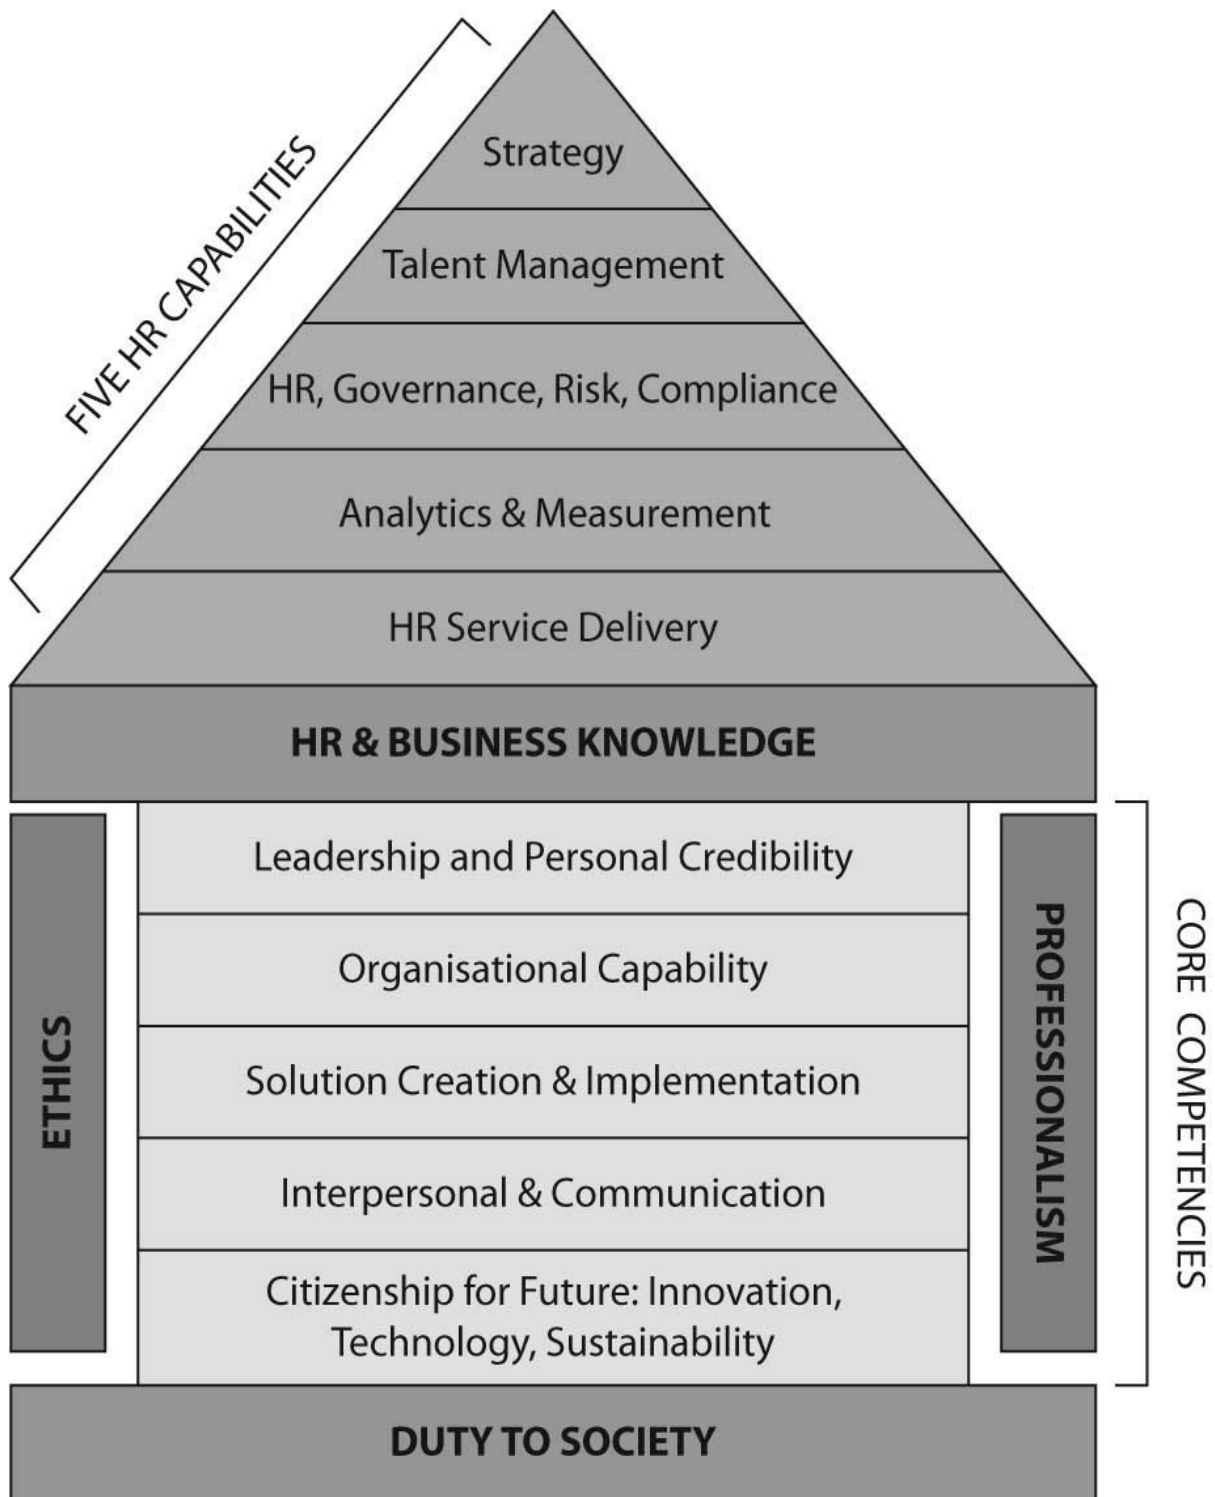 FIVE HR CAPABILITIES
Strategy
Talent Management
HR, Governance, Risk, Compliance
Analytics & Measurement
HR Service Delivery
HR & BUSINESS KNOWLEDGE
ETHICS
Leadership and Personal Credibility
Organisational Capability
Solution Creation & Implementation
Interpersonal & Communication
Citizenship for Future: Innovation,
Technology, Sustainability
PROFESSIONALISM
CORE COMPETENCIES
DUTY TO SOCIETY